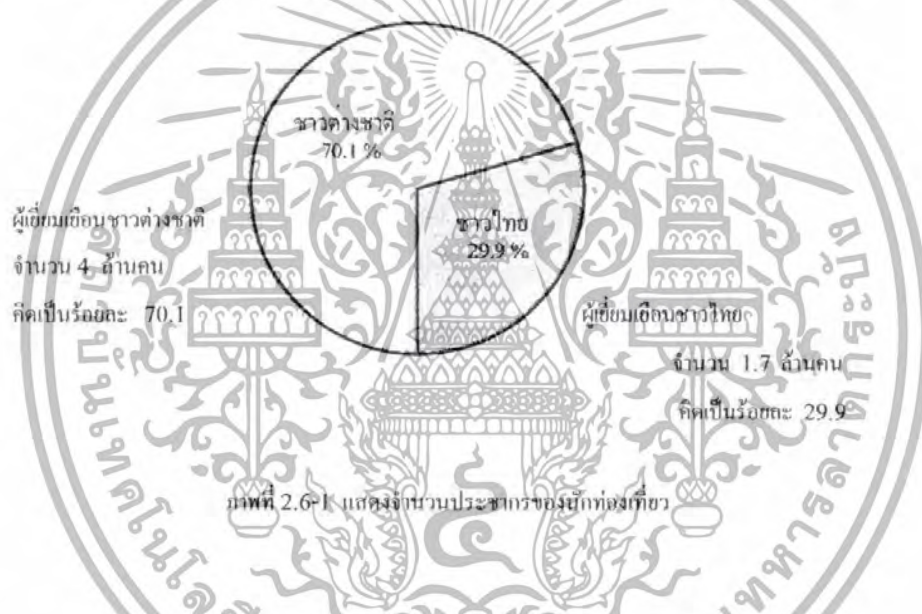 ชาวต่างชาติ
70.1 %
ชาวไทย
29.9 %
ผู้เยี่ยมเยือนชาวต่างชาติ
จำนวน 4 ล้านคน
คิดเป็นร้อยละ 70.1
ผู้เยี่ยมเยือนชาวไทย
จำนวน 1.7 ล้านคน
คิดเป็นร้อยละ 29.9
ภาพที่ 2.6-1 แสดงจำนวนประชากรของนักท่องเที่ยว